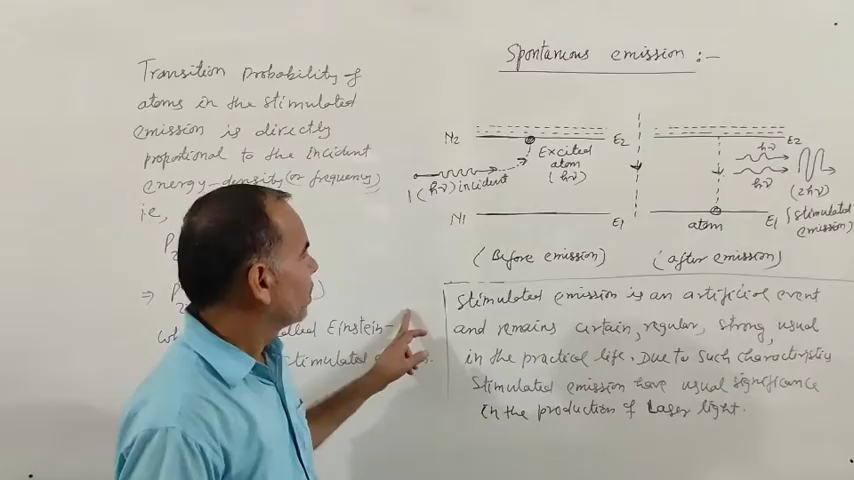 Transition probability of
atoms in the stimulated
emission is directly
proportional to the incident
energy-density (or frequency)
ie,
P
⇒ P
called Einstein-
stimulated
Spontaneous emission :-
N2
E2
Excited
atom
(hν)
1 (hν) incident
N1
E1
(Before emission)
E2
hν
hν
(2hν)
(stimulated
emission)
atom
E1
(after emission)
Stimulated emission is an artificial event
and remains certain, regular, strong, usual
in the practical life. Due to such characteristics
Stimulated emission have usual significance
in the production of Laser light.